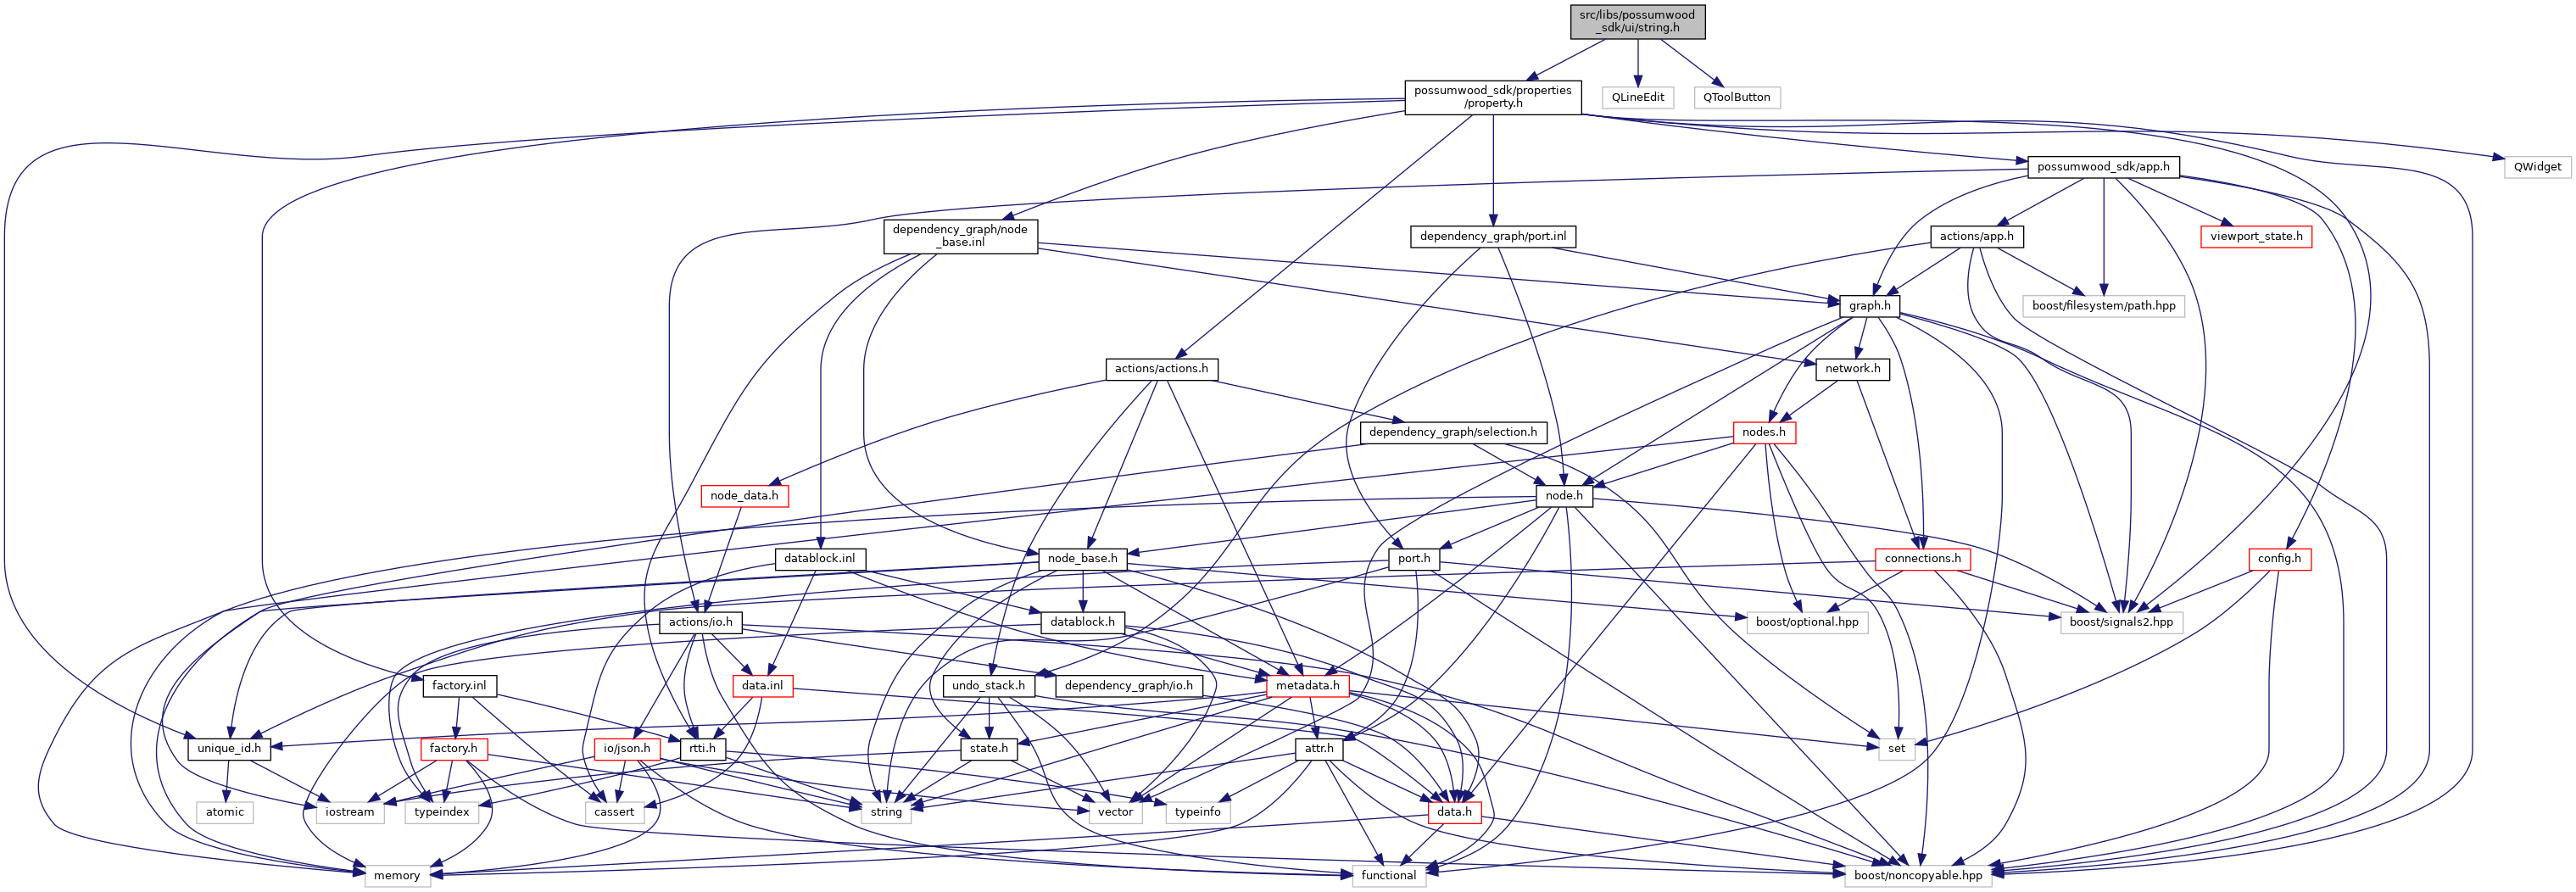 src/libs/possumwood
_sdk/ui/string.h
possumwood_sdk/properties
/property.h
QLineEdit
QToolButton
possumwood_sdk/app.h
QWidget
dependency_graph/node
_base.inl
dependency_graph/port.inl
actions/app.h
viewport_state.h
graph.h
boost/filesystem/path.hpp
actions/actions.h
network.h
dependency_graph/selection.h
nodes.h
node_data.h
node.h
datablock.inl
node_base.h
port.h
connections.h
config.h
actions/io.h
datablock.h
boost/optional.hpp
boost/signals2.hpp
factory.inl
data.inl
undo_stack.h
dependency_graph/io.h
metadata.h
unique_id.h
factory.h
io/json.h
rtti.h
state.h
attr.h
set
atomic
iostream
typeindex
cassert
string
vector
typeinfo
data.h
memory
functional
boost/noncopyable.hpp